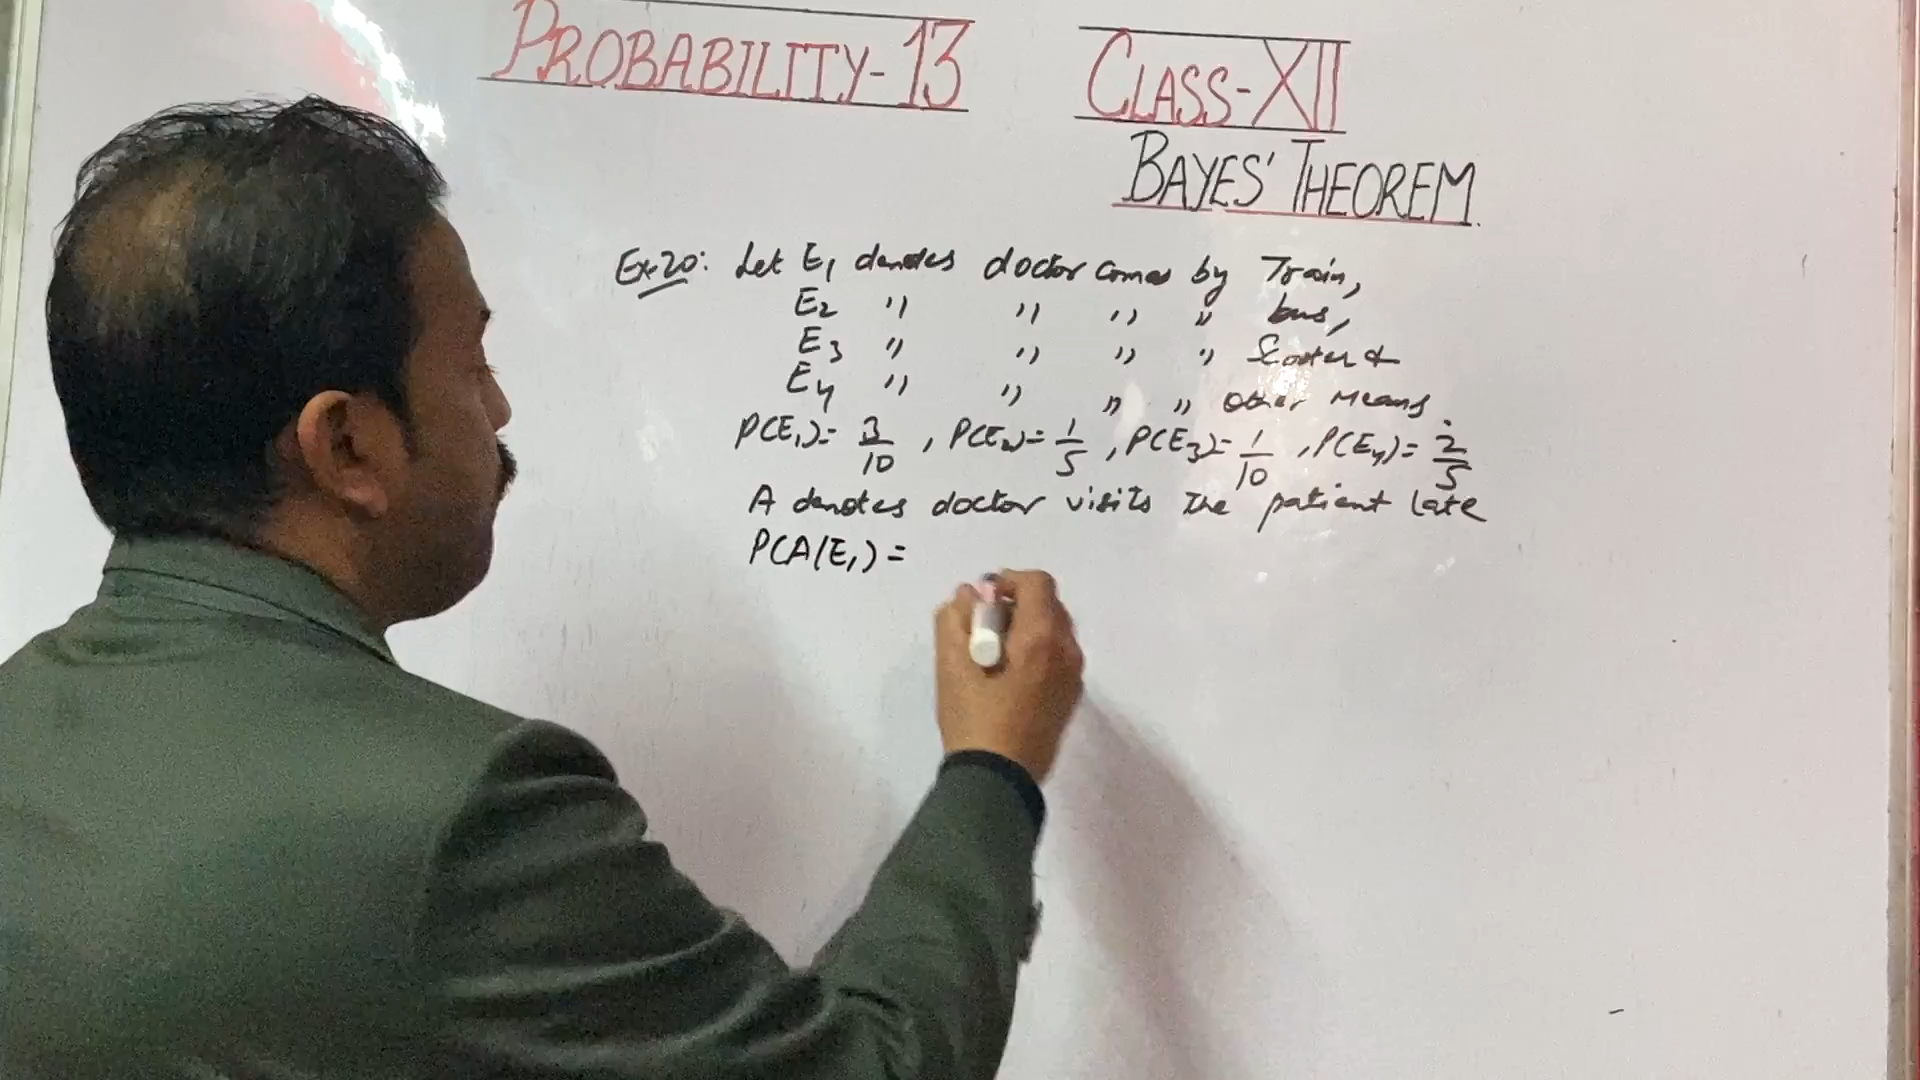 PROBABILITY-13 CLASS-XII
BAYES' THEOREM
Ex20: Let E1 denotes doctor comes by Train,
E2 " " " " bus,
E3 " " " " Scooter &
E4 " " " " Other Means.
P(E1)= 3/10 , P(E2)= 1/5 , P(E3)= 1/10 , P(E4)= 2/5
A denotes doctor visits the patient late
P(A/E1) =